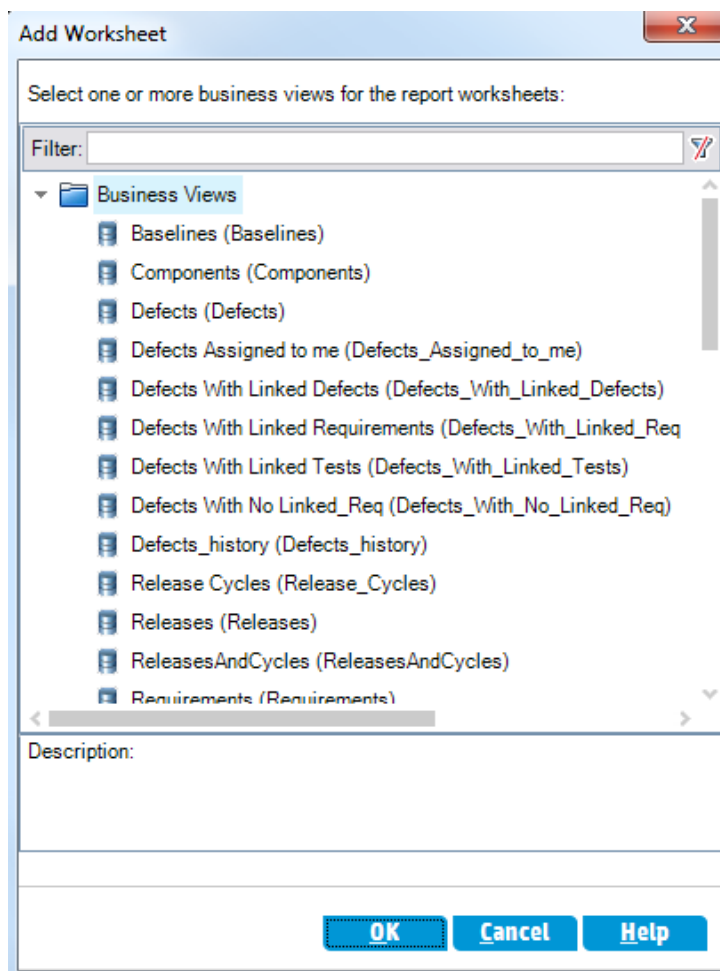 Add Worksheet
Select one or more business views for the report worksheets:
Filter:
Business Views
Baselines (Baselines)
Components (Components)
Defects (Defects)
Defects Assigned to me (Defects_Assigned_to_me)
Defects With Linked Defects (Defects_With_Linked_Defects)
Defects With Linked Requirements (Defects_With_Linked_Req
Defects With Linked Tests (Defects_With_Linked_Tests)
Defects With No Linked_Req (Defects_With_No_Linked_Req)
Defects_history (Defects_history)
Release Cycles (Release_Cycles)
Releases (Releases)
ReleasesAndCycles (ReleasesAndCycles)
Requirements (Requirements)
Description:
OK Cancel Help